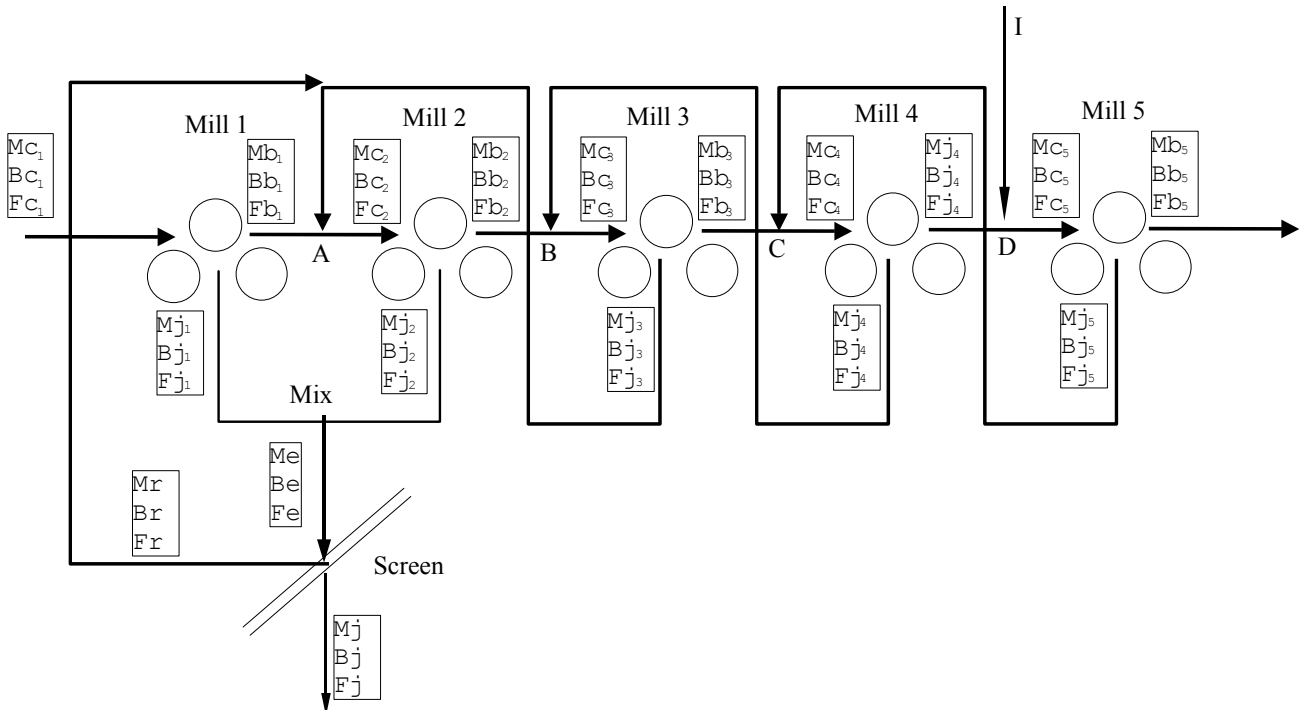 I
Mill 1
Mill 2
Mill 3
Mill 4
Mill 5
Mc₁
Bc₁
Fc₁
Mb₁
Bb₁
Fb₁
Mc₂
Bc₂
Fc₂
Mb₂
Bb₂
Fb₂
Mc₃
Bc₃
Fc₃
Mb₃
Bb₃
Fb₃
Mc₄
Bc₄
Fc₄
Mj₄
Bj₄
Fj₄
Mc₅
Bc₅
Fc₅
Mb₅
Bb₅
Fb₅
A
B
C
D
Mj₁
Bj₁
Fj₁
Mj₂
Bj₂
Fj₂
Mj₃
Bj₃
Fj₃
Mj₄
Bj₄
Fj₄
Mj₅
Bj₅
Fj₅
Mix
Me
Be
Fe
Mr
Br
Fr
Screen
Mj
Bj
Fj